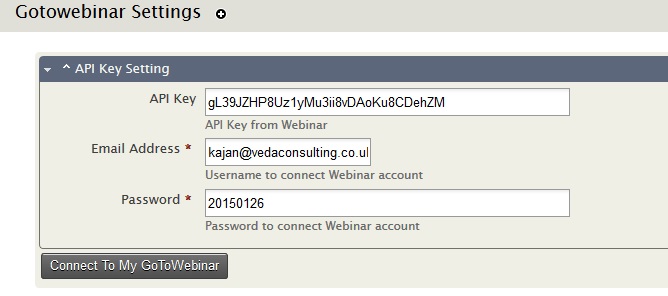 Gotowebinar Settings
^ API Key Setting
API Key gL39JZHP8Uz1yMu3ii8vDAoKu8CDehZM
API Key from Webinar
Email Address * kajan@vedaconsulting.co.ul
Username to connect Webinar account
Password * 20150126
Password to connect Webinar account
Connect To My GoToWebinar